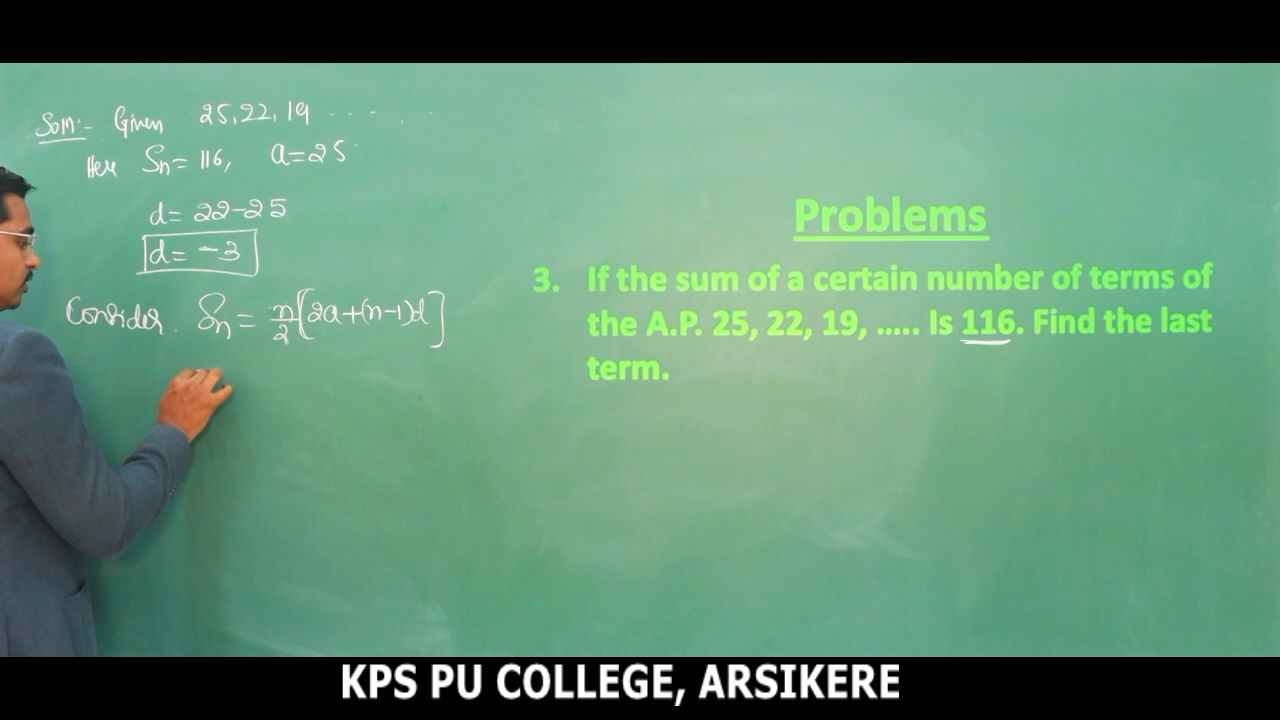 Soln:- Given 25, 22, 19 .....
Here Sn = 116, a = 25
d = 22-25
d = -3
Consider. Sn = n/2 [2a+(n-1)d]
Problems
3. If the sum of a certain number of terms of
the A.P. 25, 22, 19, ..... Is 116. Find the last
term.
KPS PU COLLEGE, ARSIKERE